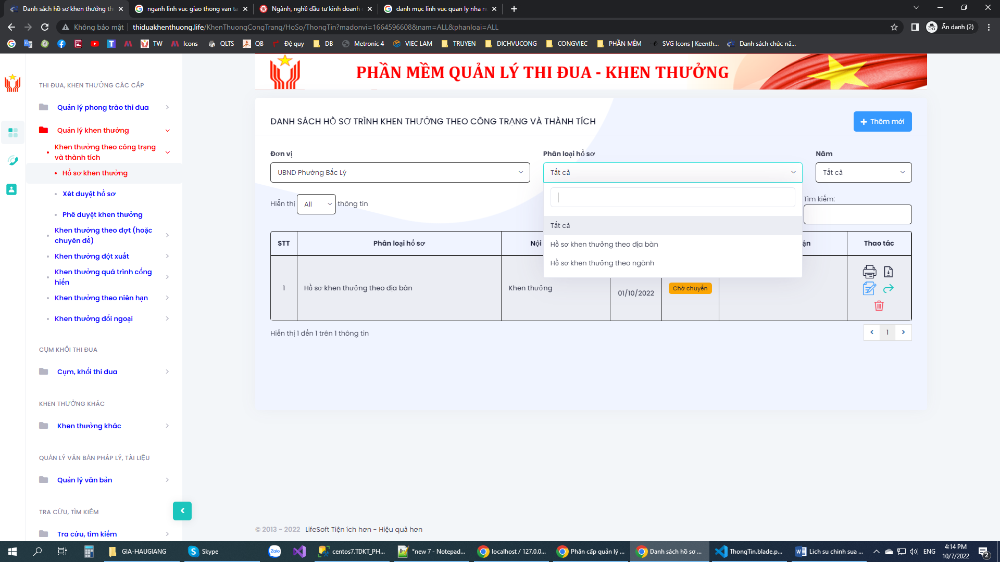 Danh sách hồ sơ khen thưởng th
nganh linh vuc giao thong van ta
Ngành, nghề đầu tư kinh doanh c
danh mục linh vuc quan ly nha n
Không bảo mật
thiduakhenthuong.life/KhenThuongCongTrang/HoSo/ThongTin?madonvi=1664596608&nam=ALL&phanloai=ALL
Ẩn danh (2)
TW
Icons
QLTS
QB
Đệ quy
DB
Metronic 4
VIEC LAM
TRUYEN
DICHVUCONG
CONGVIEC
PHẦN MỀM
SVG Icons | Keenth...
Danh sách chức nă...
PHẦN MỀM QUẢN LÝ THI ĐUA - KHEN THƯỞNG
THI ĐUA, KHEN THƯỞNG CÁC CẤP
Quản lý phong trào thi đua
Quản lý khen thưởng
Khen thưởng theo công trạng
và thành tích
Hồ sơ khen thưởng
Xét duyệt hồ sơ
Phê duyệt khen thưởng
Khen thưởng theo đợt (hoặc
chuyên đề)
Khen thưởng đột xuất
Khen thưởng quá trình cống
hiến
Khen thưởng theo niên hạn
Khen thưởng đối ngoại
CỤM KHỐI THI ĐUA
Cụm, khối thi đua
KHEN THƯỞNG KHÁC
Khen thưởng khác
QUẢN LÝ VĂN BẢN PHÁP LÝ, TÀI LIỆU
Quản lý văn bản
TRA CỨU, TÌM KIẾM
Tra cứu, tìm kiếm
DANH SÁCH HỒ SƠ TRÌNH KHEN THƯỞNG THEO CÔNG TRẠNG VÀ THÀNH TÍCH
Thêm mới
Đơn vị
Phân loại hồ sơ
Năm
UBND Phường Bắc Lý
Tất cả
Tất cả
Hiển thị All thông tin
Tìm kiếm:
Tất cả
Hồ sơ khen thưởng theo địa bàn
Hồ sơ khen thưởng theo ngành
STT
Phân loại hồ sơ
Nội
ận
Thao tác
1
Hồ sơ khen thưởng theo địa bàn
Khen thưởng
01/10/2022
Chờ chuyển
Hiển thị 1 đến 1 trên 1 thông tin
1
© 2013 - 2022 LifeSoft Tiện ích hơn - Hiệu quả hơn
GIA-HAUGIANG
Skype
Zalo
centos7.TDKT_PH...
*new 7 - Notepad...
localhost / 127.0.0...
Phân cấp quản lý ...
Danh sách hồ sơ ...
ThongTin.blade.p...
Lich su chinh sua ...
ENG
4:14 PM
10/7/2022
2